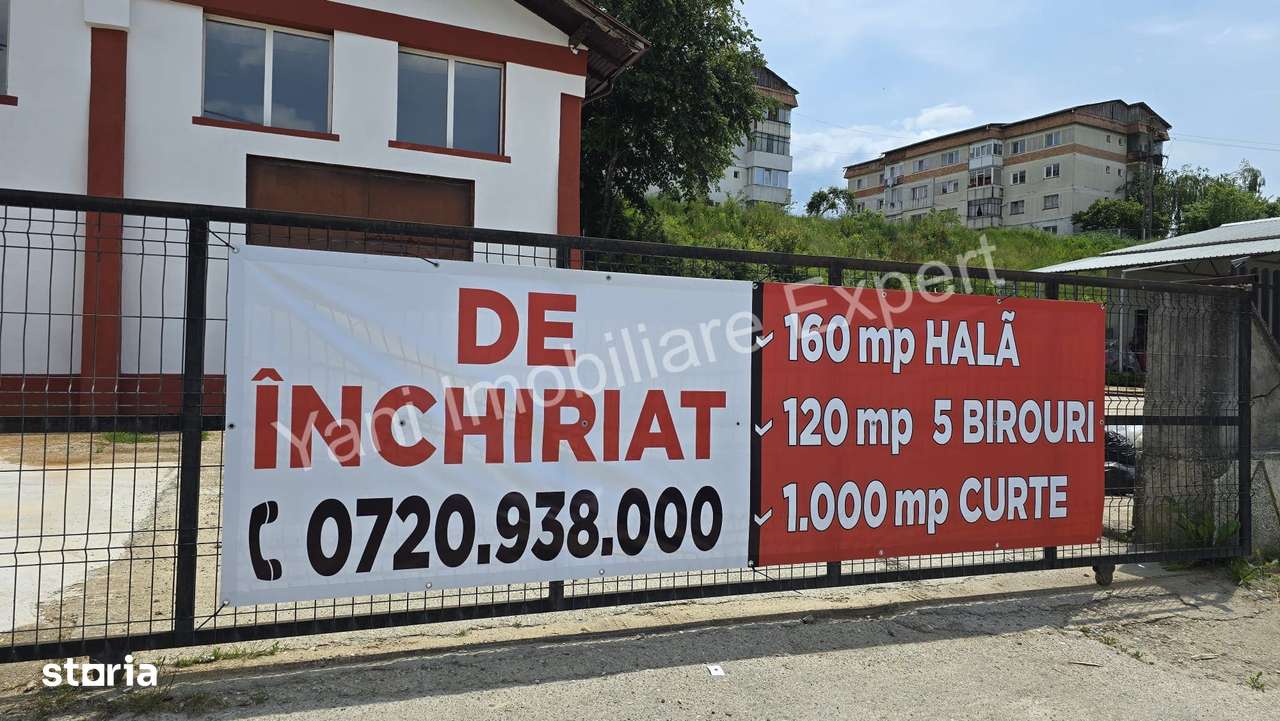 DE
ÎNCHIRIAT
0720.938.000
160 mp HALÃ
120 mp 5 BIROURI
1.000 mp CURTE
Yani Imobiliare Expert
storia